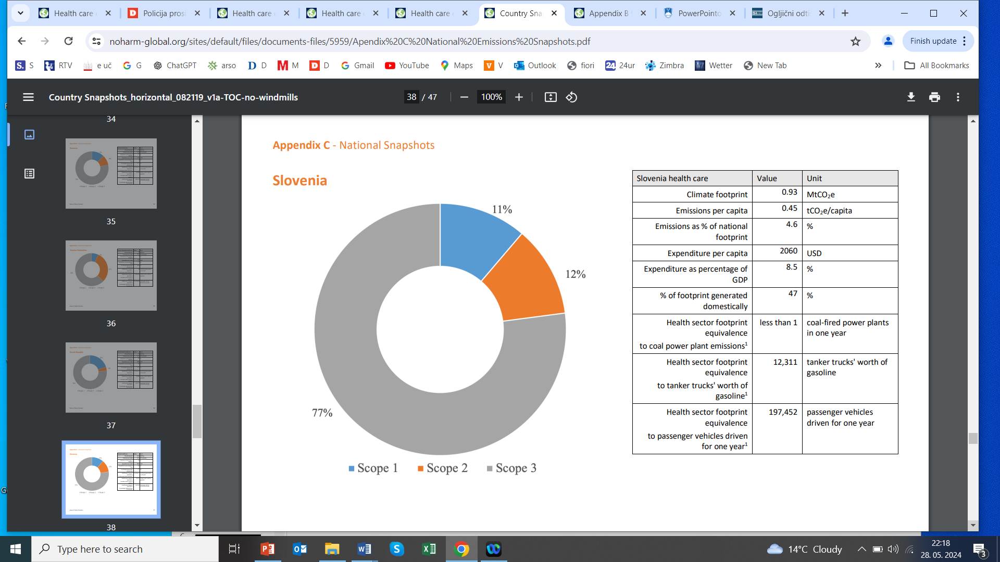 Health care
Policija prosi
Health care
Health care
Health care
Country Sna
Appendix B
PowerPoint
Ogljični odti
noharm-global.org/sites/default/files/documents-files/5959/Apendix%20C%20National%20Emissions%20Snapshots.pdf
Finish update
S
RTV
e uč
G
ChatGPT
arso
D
M
D
Gmail
YouTube
Maps
V
Outlook
fiori
24ur
Zimbra
Wetter
New Tab
All Bookmarks
Country Snapshots_horizontal_082119_v1a-TOC-no-windmills
38 / 47
100%
34
35
36
37
38
Appendix C - National Snapshots
Slovenia
11%
12%
77%
Scope 1 Scope 2 Scope 3
Slovenia health care Value Unit
Climate footprint 0.93 MtCO₂e
Emissions per capita 0.45 tCO₂e/capita
Emissions as % of national 4.6 %
footprint
Expenditure per capita 2060 USD
Expenditure as percentage of 8.5 %
GDP
% of footprint generated 47 %
domestically
Health sector footprint less than 1 coal-fired power plants
equivalence in one year
to coal power plant emissions¹
Health sector footprint 12,311 tanker trucks' worth of
equivalence gasoline
to tanker trucks' worth of
gasoline¹
Health sector footprint 197,452 passenger vehicles
equivalence driven for one year
to passenger vehicles driven
for one year¹
Type here to search
14°C Cloudy
22:18
28. 05. 2024
3